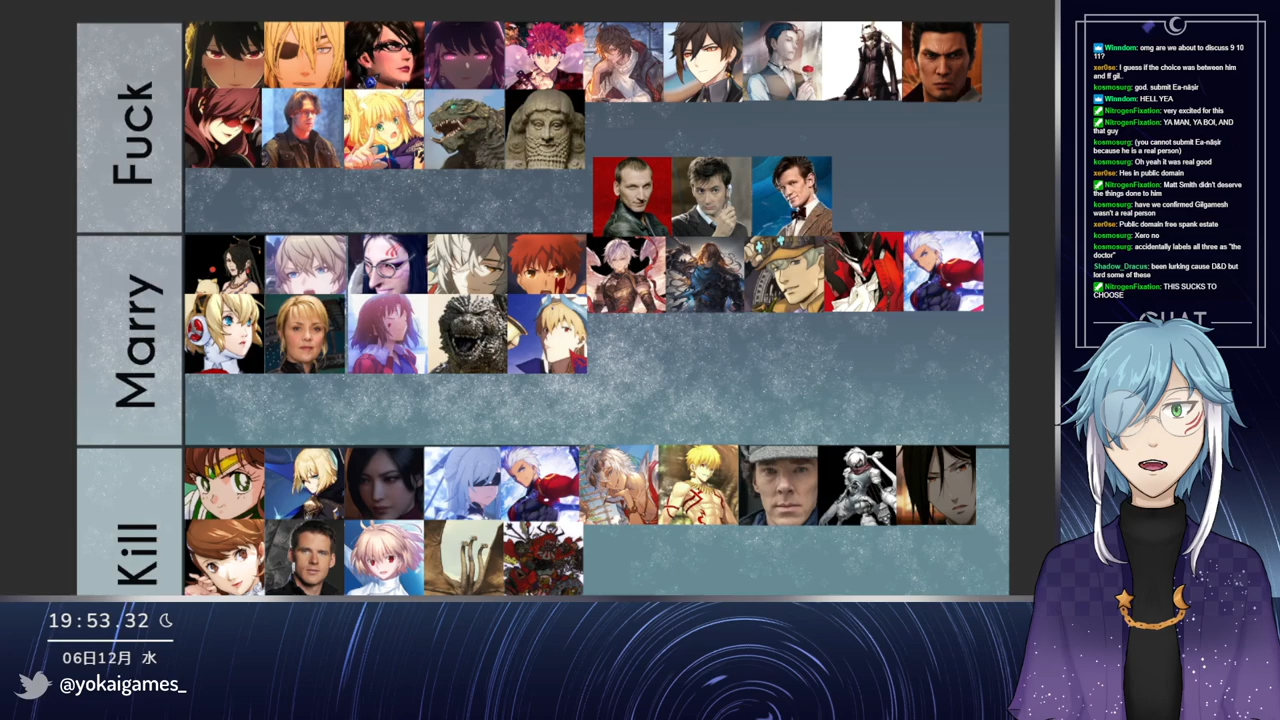 Fuck
Marry
Kill
Winndom: omg are we about to discuss 9 10
11?
xer0se: I guess if the choice was between him
and ff gil..
kosmosurg: god. submit Ea-nāṣir
Winndom: HELL YEA
NitrogenFixation: very excited for this
NitrogenFixation: YA MAN, YA BOI, AND
that guy
kosmosurg: (you cannot submit Ea-nāṣir
because he is a real person)
kosmosurg: Oh yeah it was real good
xer0se: Hes in public domain
NitrogenFixation: Matt Smith didn't deserve
the things done to him
kosmosurg: have we confirmed Gilgamesh
wasn't a real person
xer0se: Public domain free spank estate
kosmosurg: Xero no
kosmosurg: accidentally labels all three as "the
doctor"
Shadow_Dracus: been lurking cause D&D but
lord some of these
NitrogenFixation: THIS SUCKS TO
CHOOSE
CHAT
19:53.32
06日12月 水
@yokaigames_